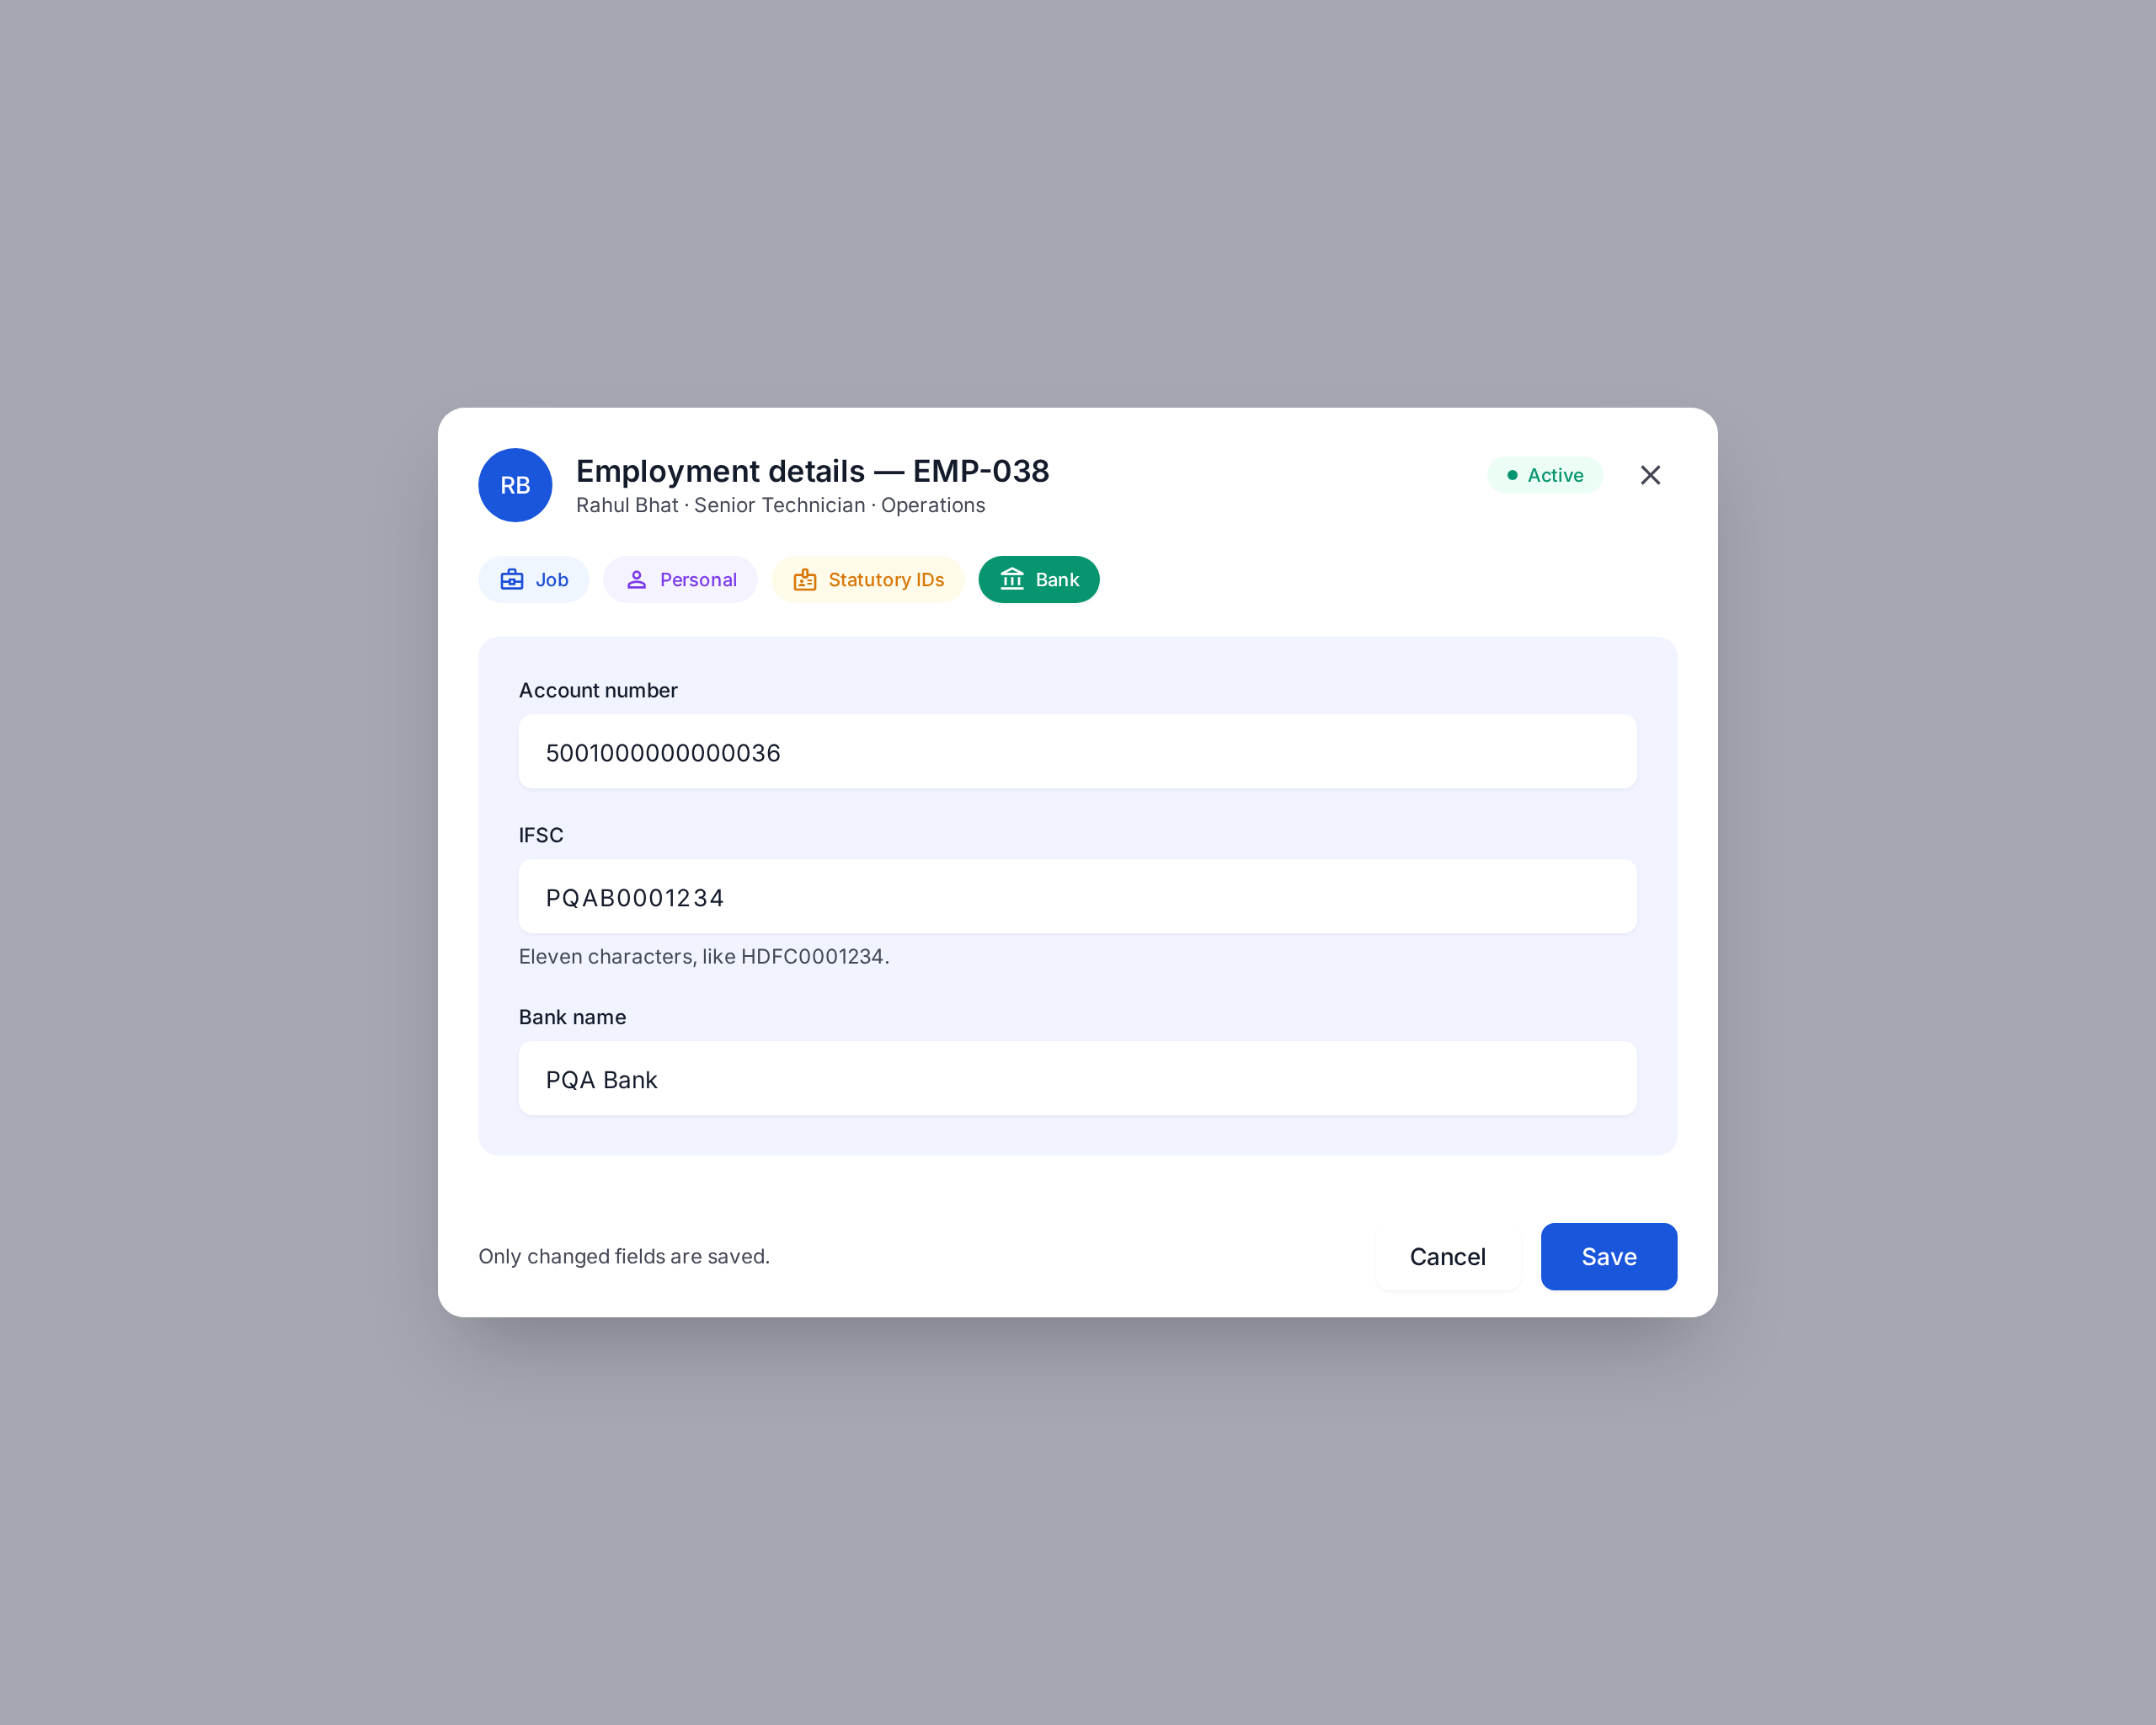 RB
Employment details — EMP-038
Rahul Bhat · Senior Technician · Operations
Active
Job
Personal
Statutory IDs
Bank
Account number
5001000000000036
IFSC
PQAB0001234
Eleven characters, like HDFC0001234.
Bank name
PQA Bank
Only changed fields are saved.
Cancel
Save